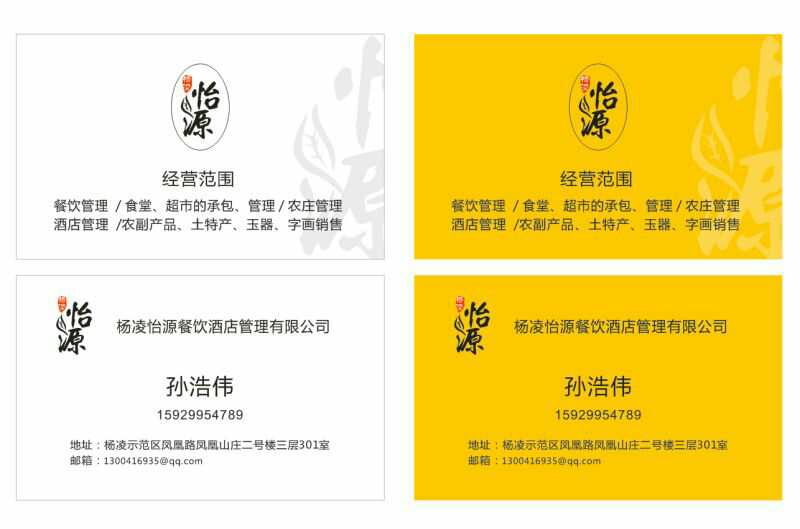 怡源
经营范围
餐饮管理 / 食堂、超市的承包、管理 / 农庄管理
酒店管理 /农副产品、土特产、玉器、字画销售
怡源
经营范围
餐饮管理 / 食堂、超市的承包、管理 / 农庄管理
酒店管理 /农副产品、土特产、玉器、字画销售
怡源
杨凌怡源餐饮酒店管理有限公司
孙浩伟
15929954789
地址：杨凌示范区凤凰路凤凰山庄二号楼三层301室
邮箱：1300416935@qq.com
怡源
杨凌怡源餐饮酒店管理有限公司
孙浩伟
15929954789
地址：杨凌示范区凤凰路凤凰山庄二号楼三层301室
邮箱：1300416935@qq.com